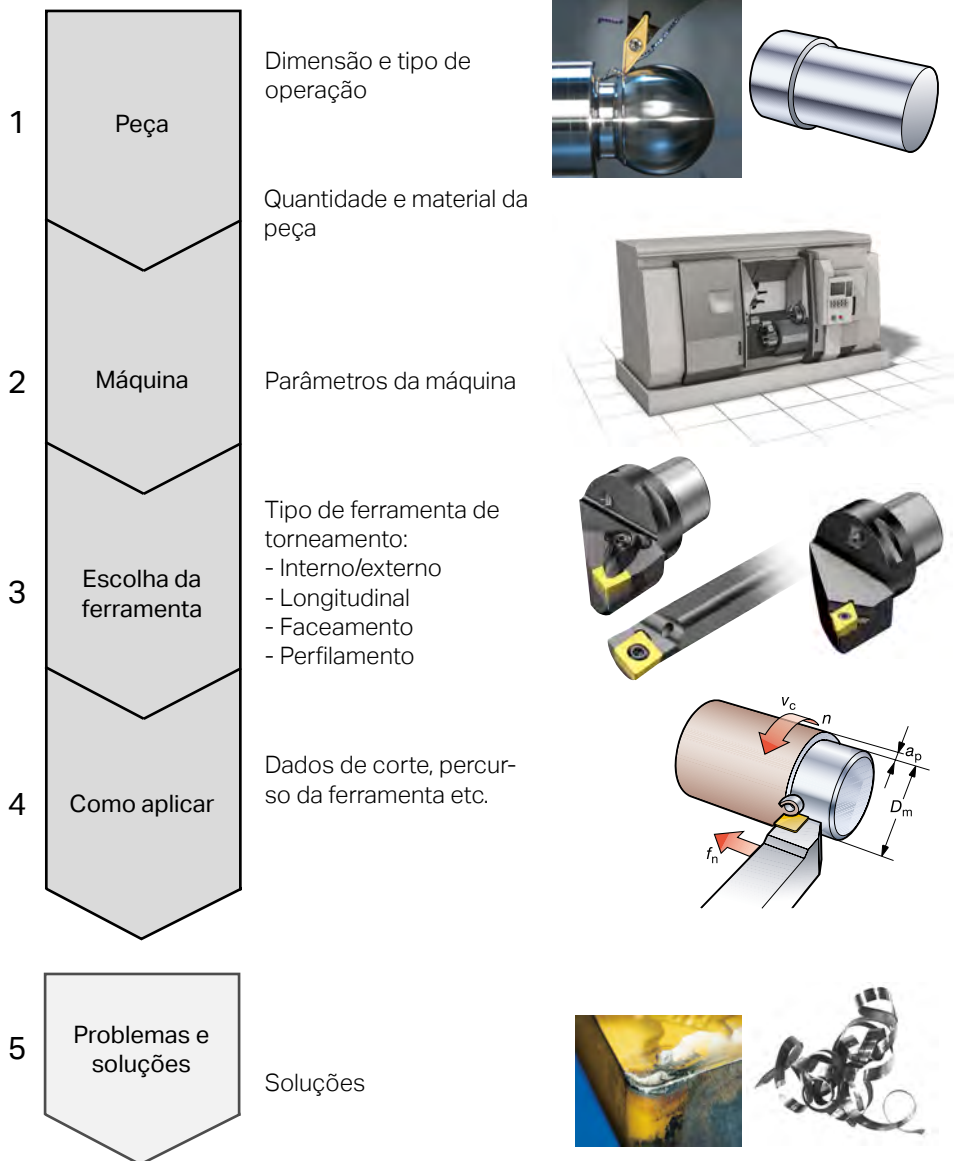 1
Peça
Dimensão e tipo de
operação
Quantidade e material da
peça
2
Máquina
Parâmetros da máquina
3
Escolha da
ferramenta
Tipo de ferramenta de
torneamento:
- Interno/externo
- Longitudinal
- Faceamento
- Perfilamento
4
Como aplicar
Dados de corte, percur-
so da ferramenta etc.
vc
n
ap
Dm
fn
5
Problemas e
soluções
Soluções